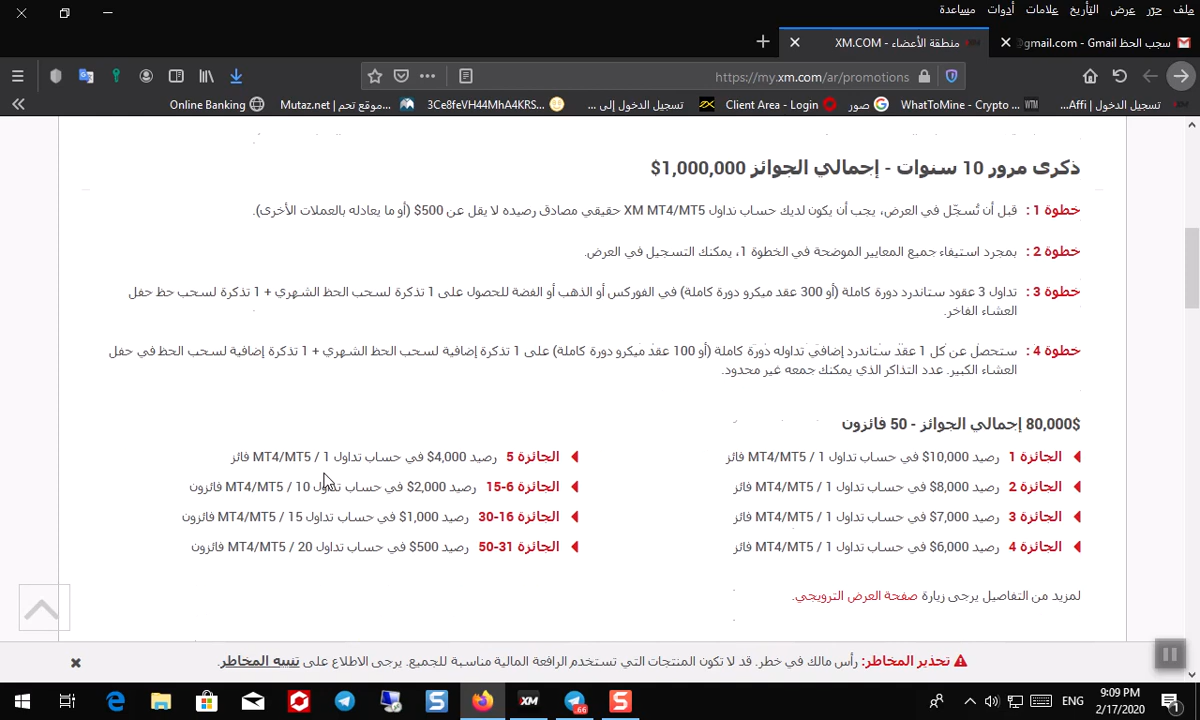 ملف حرّر عرض التأريخ علامات أدوات مساعدة
سحب الحظ gmail.com - Gmail
منطقة الأعضاء - XM.COM
https://my.xm.com/ar/promotions
تسجيل الدخول | Affi...
WhatToMine - Crypto ...
صور
Client Area - Login
تسجيل الدخول إلى ...
3Ce8feVH44MhA4KRS...
Mutaz.net | موقع تحم...
Online Banking
ذكرى مرور 10 سنوات - إجمالي الجوائز 1,000,000$
خطوة 1 : قبل أن تُسجّل في العرض، يجب أن يكون لديك حساب تداول XM MT4/MT5 حقيقي مصادق رصيده لا يقل عن 500$ (أو ما يعادله بالعملات الأخرى).
خطوة 2 : بمجرد استيفاء جميع المعايير الموضحة في الخطوة 1، يمكنك التسجيل في العرض.
خطوة 3 : تداول 3 عقود ستاندرد دورة كاملة (أو 300 عقد ميكرو دورة كاملة) في الفوركس أو الذهب أو الفضة للحصول على 1 تذكرة لسحب الحظ الشهري + 1 تذكرة لسحب حظ حفل
العشاء الفاخر.
خطوة 4 : ستحصل عن كل 1 عقد ستاندرد إضافي تداوله دورة كاملة (أو 100 عقد ميكرو دورة كاملة) على 1 تذكرة إضافية لسحب الحظ الشهري + 1 تذكرة إضافية لسحب الحظ في حفل
العشاء الكبير. عدد التذاكر الذي يمكنك جمعه غير محدود.
80,000$ إجمالي الجوائز - 50 فائزون
الجائزة 1 رصيد 10,000$ في حساب تداول MT4/MT5 / 1 فائز
الجائزة 2 رصيد 8,000$ في حساب تداول MT4/MT5 / 1 فائز
الجائزة 3 رصيد 7,000$ في حساب تداول MT4/MT5 / 1 فائز
الجائزة 4 رصيد 6,000$ في حساب تداول MT4/MT5 / 1 فائز
الجائزة 5 رصيد 4,000$ في حساب تداول MT4/MT5 / 1 فائز
الجائزة 6-15 رصيد 2,000$ في حساب تداول MT4/MT5 / 10 فائزون
الجائزة 16-30 رصيد 1,000$ في حساب تداول MT4/MT5 / 15 فائزون
الجائزة 31-50 رصيد 500$ في حساب تداول MT4/MT5 / 20 فائزون
لمزيد من التفاصيل يرجى زيارة صفحة العرض الترويجي.
تحذير المخاطر: رأس مالك في خطر. قد لا تكون المنتجات التي تستخدم الرافعة المالية مناسبة للجميع. يرجى الاطلاع على تنبيه المخاطر.
XM
66
ENG
9:09 PM
2/17/2020
1